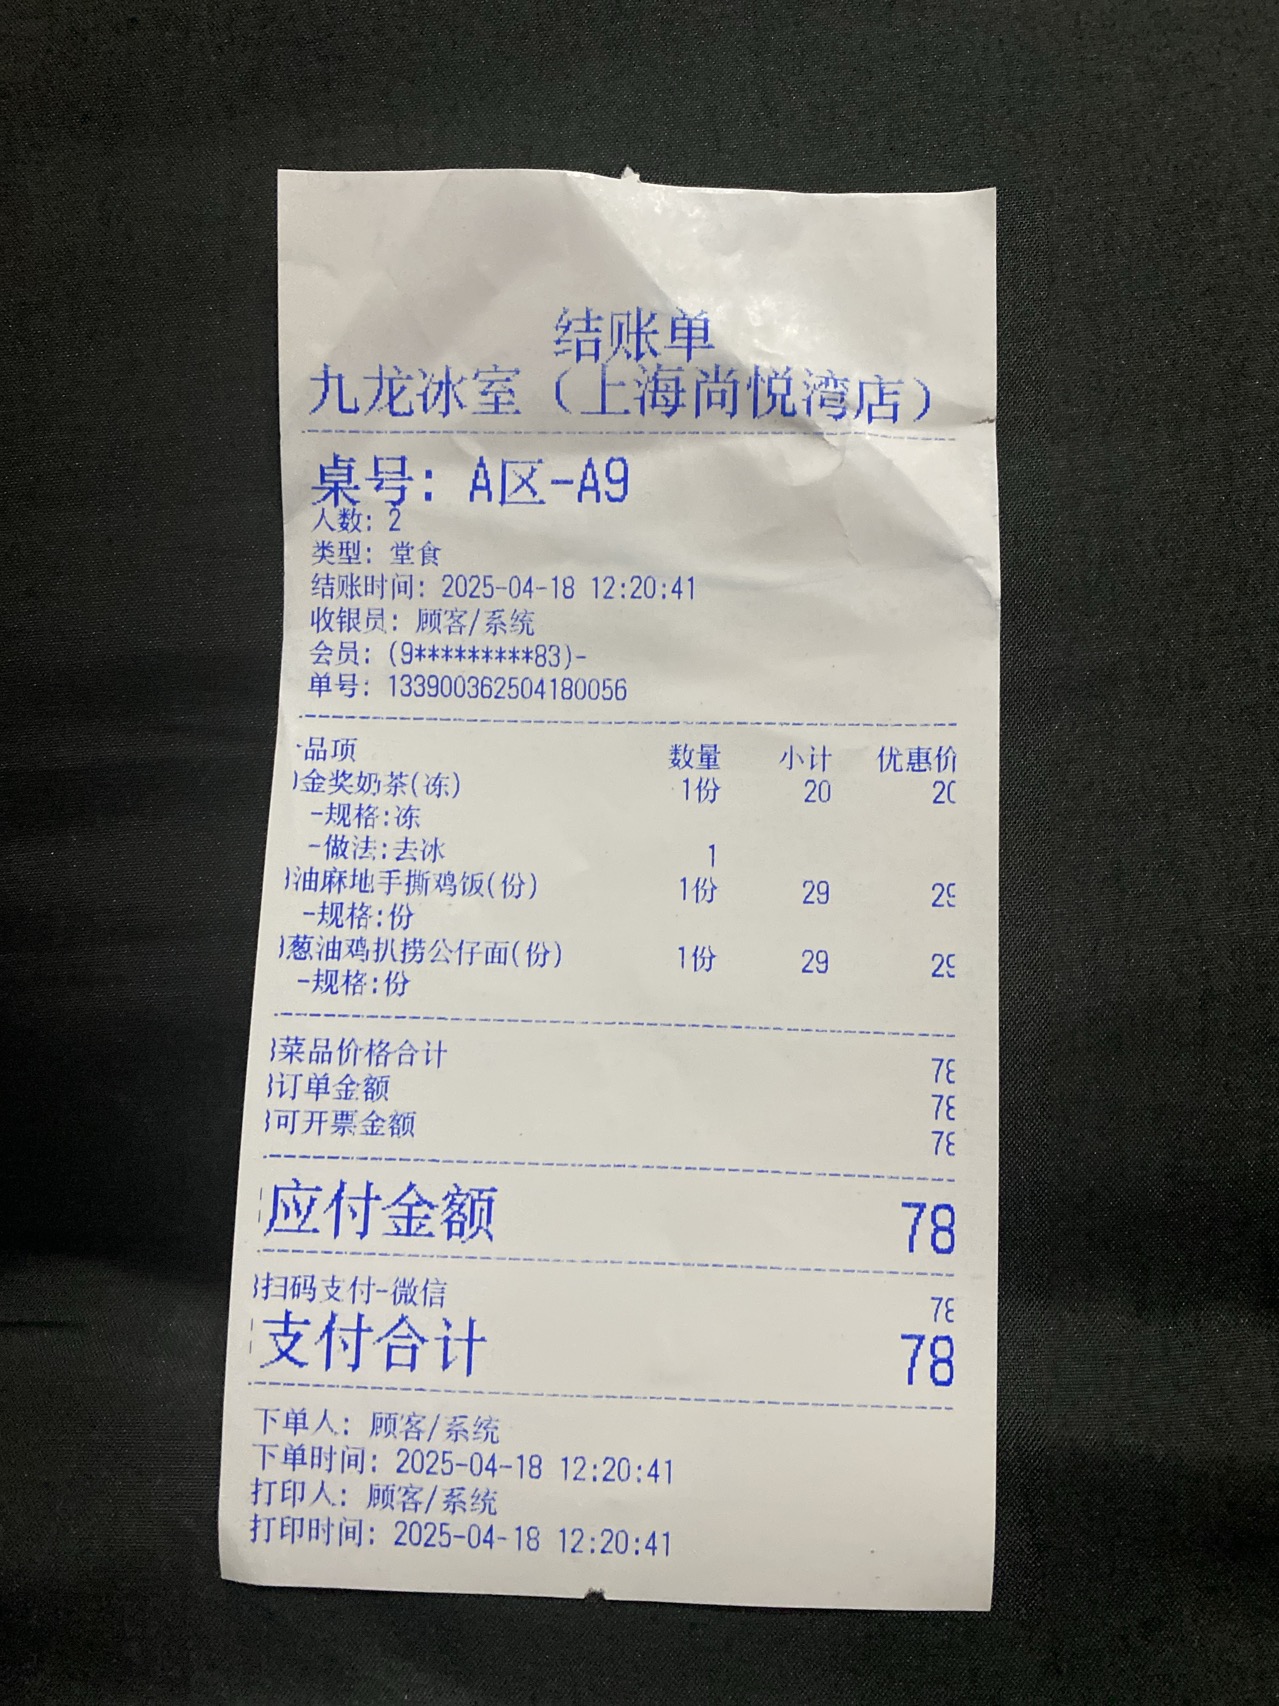 结账单
九龙冰室（上海尚悦湾店）
桌号: A区-A9
人数: 2
类型: 堂食
结账时间: 2025-04-18 12:20:41
收银员: 顾客/系统
会员: (9*********83)-
单号: 133900362504180056
品项 数量 小计 优惠价
金奖奶茶(冻) 1份 20 20
-规格:冻
-做法:去冰 1
油麻地手撕鸡饭(份) 1份 29 29
-规格:份
葱油鸡扒捞公仔面(份) 1份 29 29
-规格:份
菜品价格合计 78
订单金额 78
可开票金额 78
应付金额 78
扫码支付-微信 78
支付合计 78
下单人: 顾客/系统
下单时间: 2025-04-18 12:20:41
打印人: 顾客/系统
打印时间: 2025-04-18 12:20:41